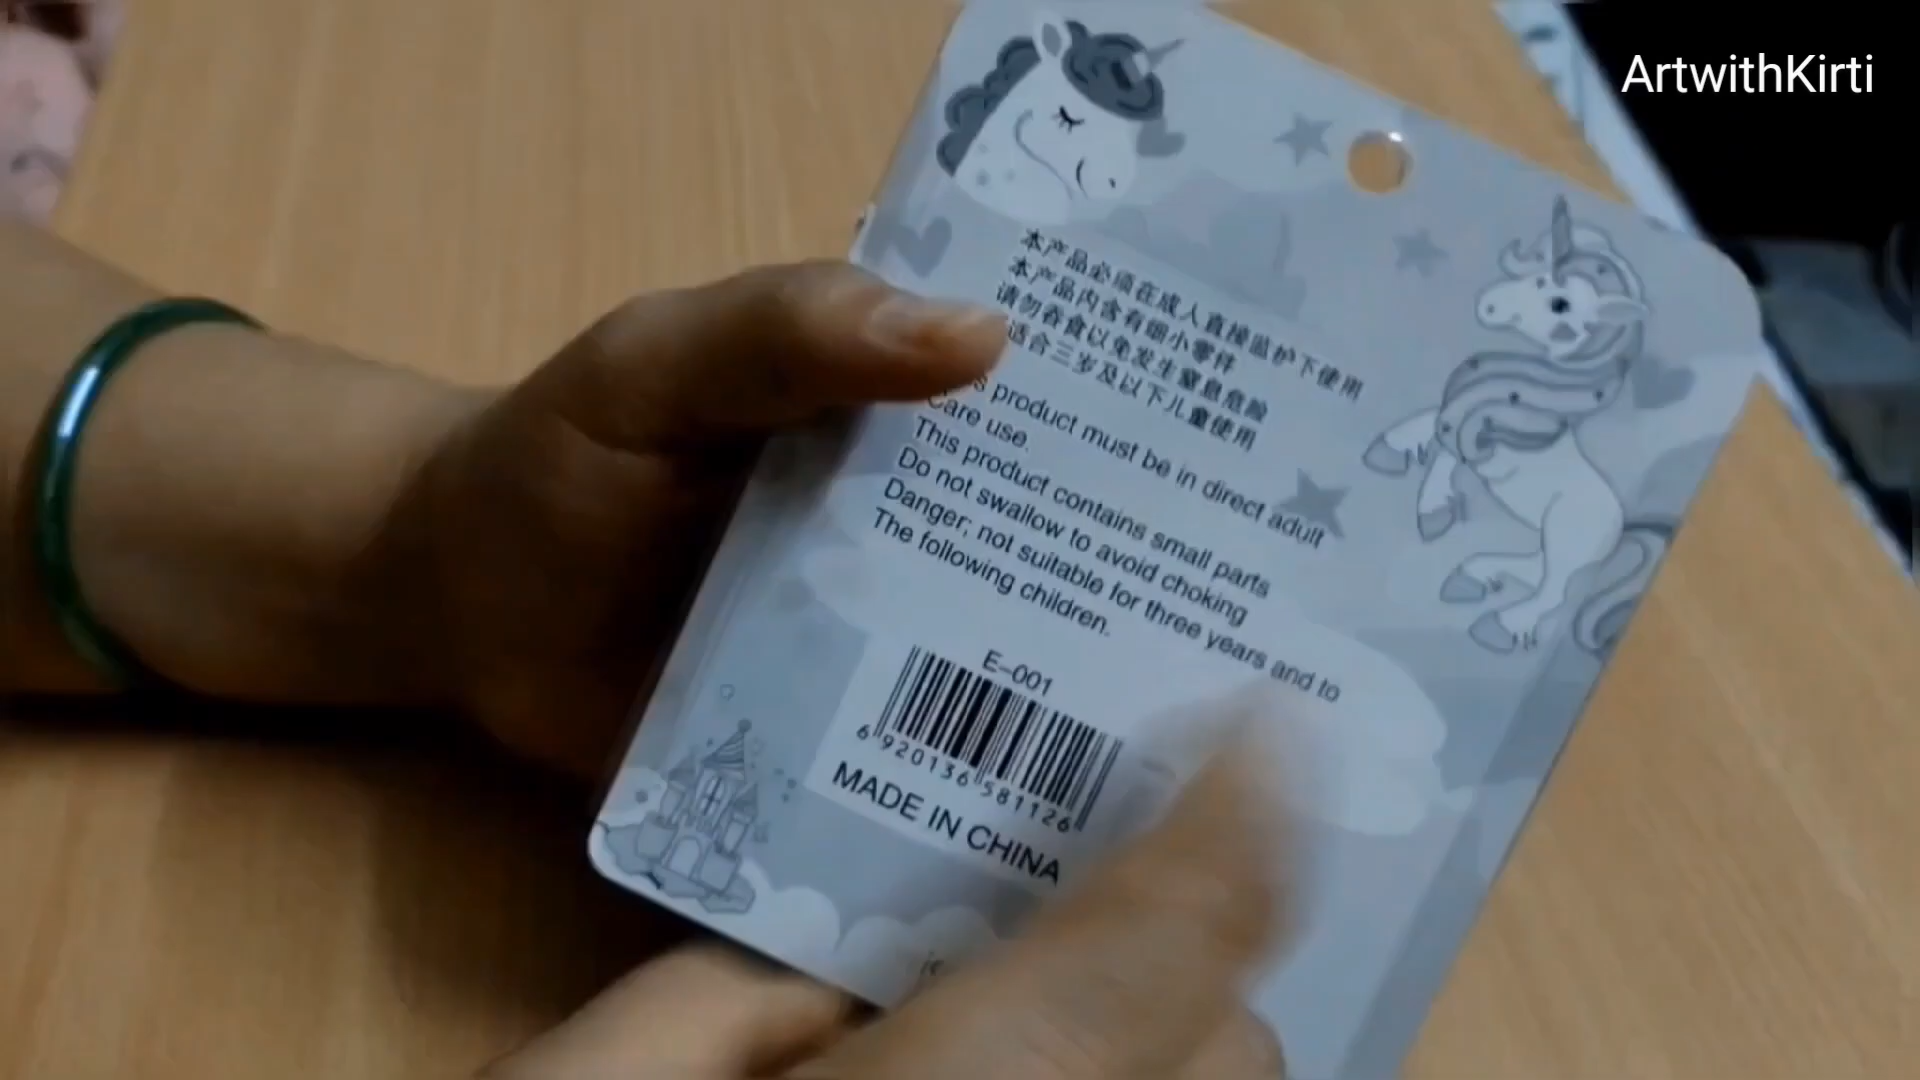 ArtwithKirti
本产品必须在成人直接监护下使用
本产品内含有细小零件
请勿吞食以免发生窒息危险
适合三岁及以下儿童使用
product must be in direct adult
Care use.
This product contains small parts
Do not swallow to avoid choking
Danger; not suitable for three years and to
The following children.
E-001
6 920136 581126
MADE IN CHINA